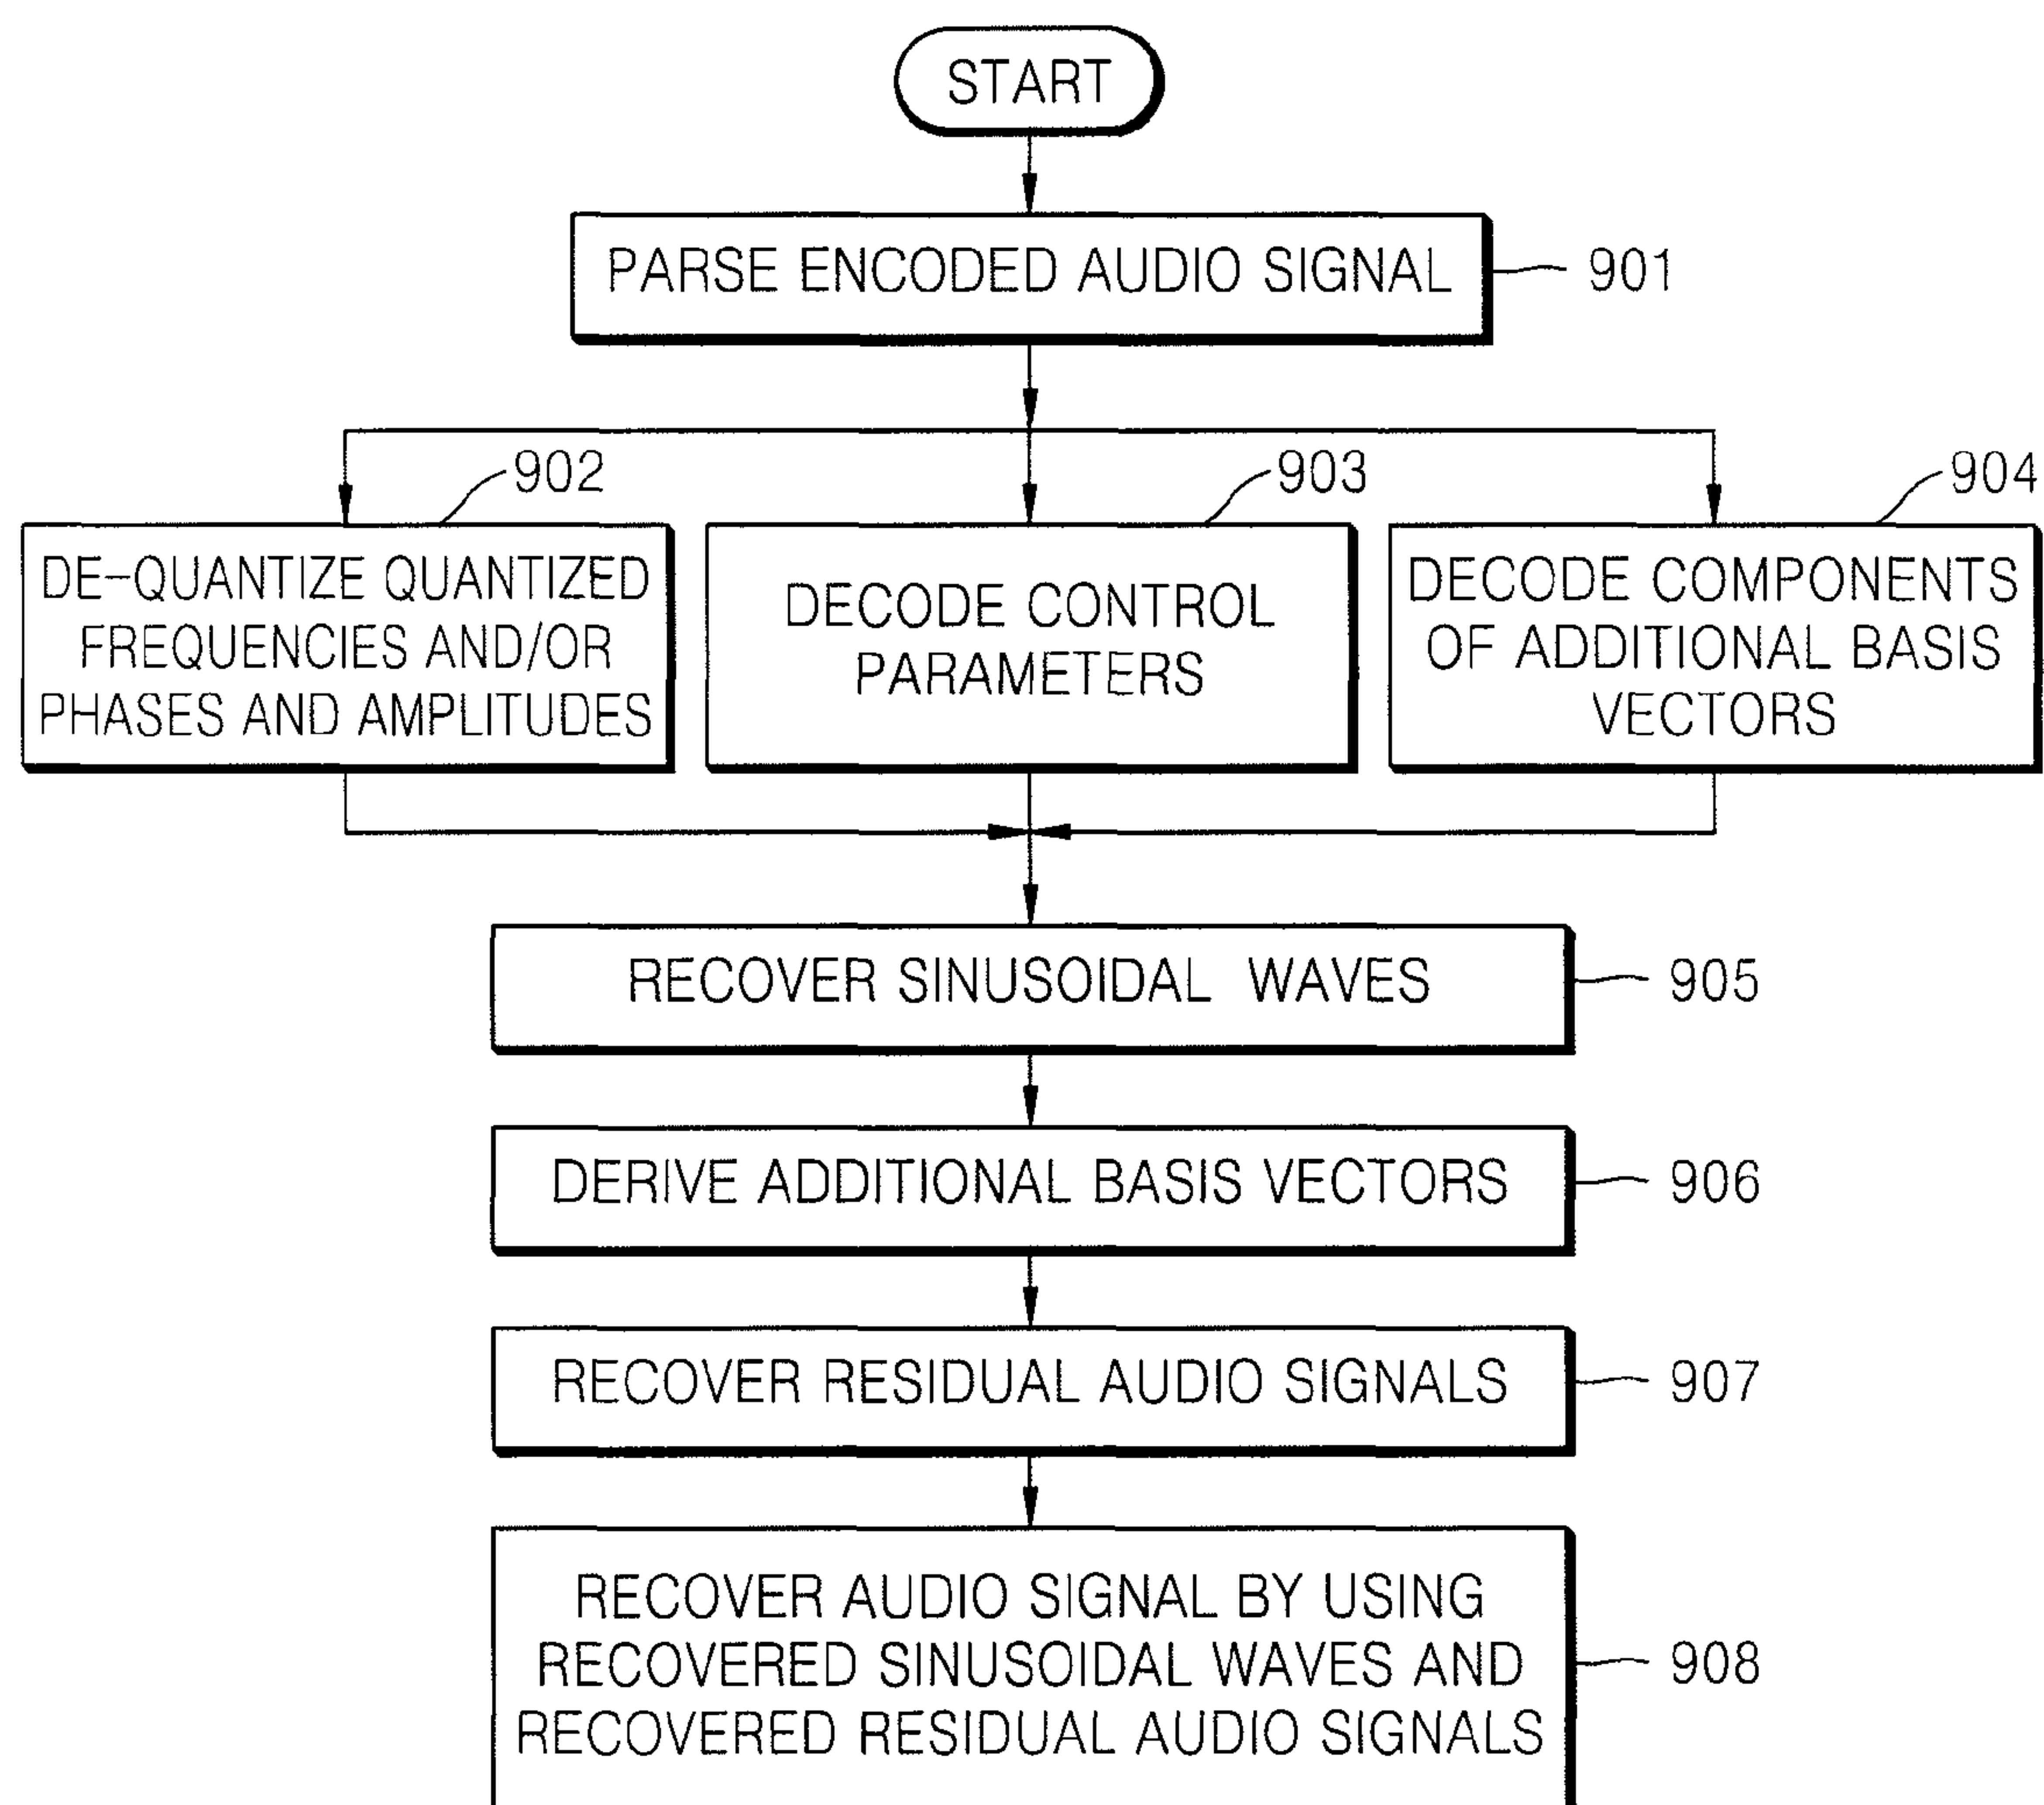 START
PARSE ENCODED AUDIO SIGNAL
901
902
903
904
DE-QUANTIZE QUANTIZED
FREQUENCIES AND/OR
PHASES AND AMPLITUDES
DECODE CONTROL
PARAMETERS
DECODE COMPONENTS
OF ADDITIONAL BASIS
VECTORS
RECOVER SINUSOIDAL WAVES
905
DERIVE ADDITIONAL BASIS VECTORS
906
RECOVER RESIDUAL AUDIO SIGNALS
907
RECOVER AUDIO SIGNAL BY USING
RECOVERED SINUSOIDAL WAVES AND
RECOVERED RESIDUAL AUDIO SIGNALS
908